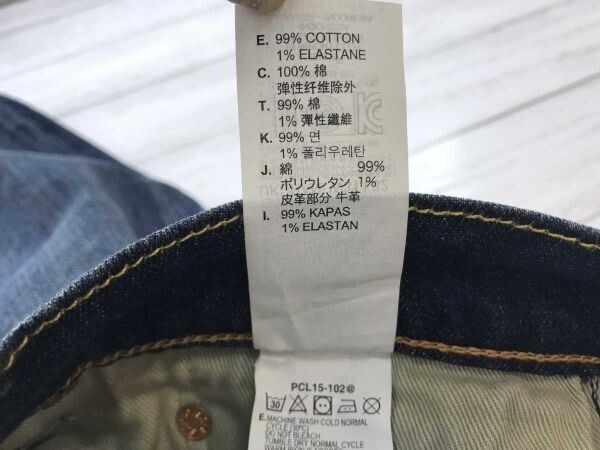 E. 99% COTTON
1% ELASTANE
C. 100% 棉
弹性纤维除外
T. 99% 棉
1% 彈性纖維
K. 99% 면
1% 폴리우레탄
J. 綿 99%
ポリウレタン 1%
皮革部分 牛革
I. 99% KAPAS
1% ELASTAN
PCL15-102@
30
E. MACHINE WASH COLD NORMAL
CYCLE [30ºC]
DO NOT BLEACH
TUMBLE DRY NORMAL CYCLE